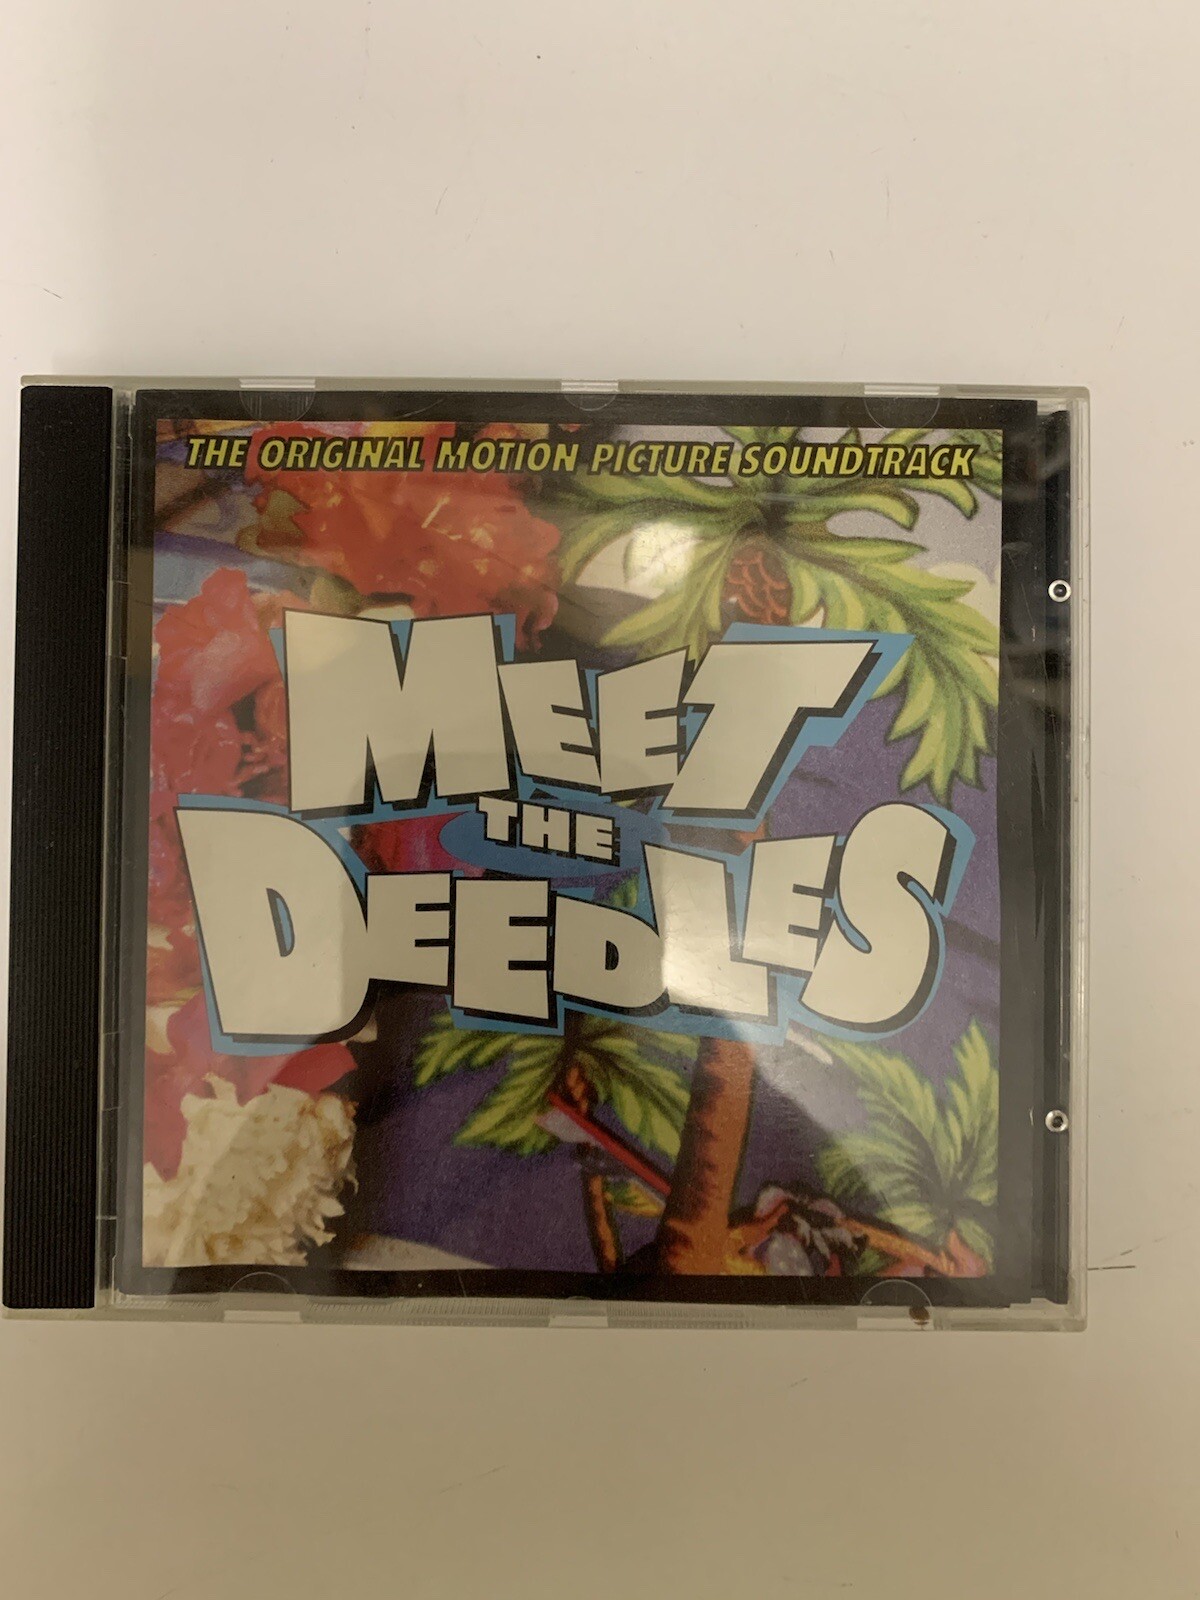 THE ORIGINAL MOTION PICTURE SOUNDTRACK
MEET
THE
DEEDLES